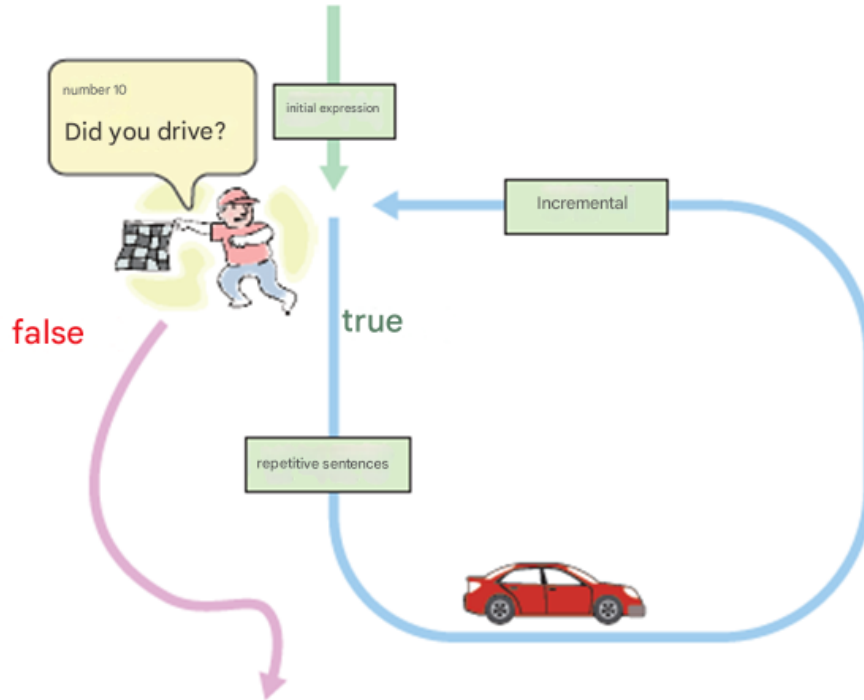 number 10
Did you drive?
initial expression
Incremental
false
true
repetitive sentences